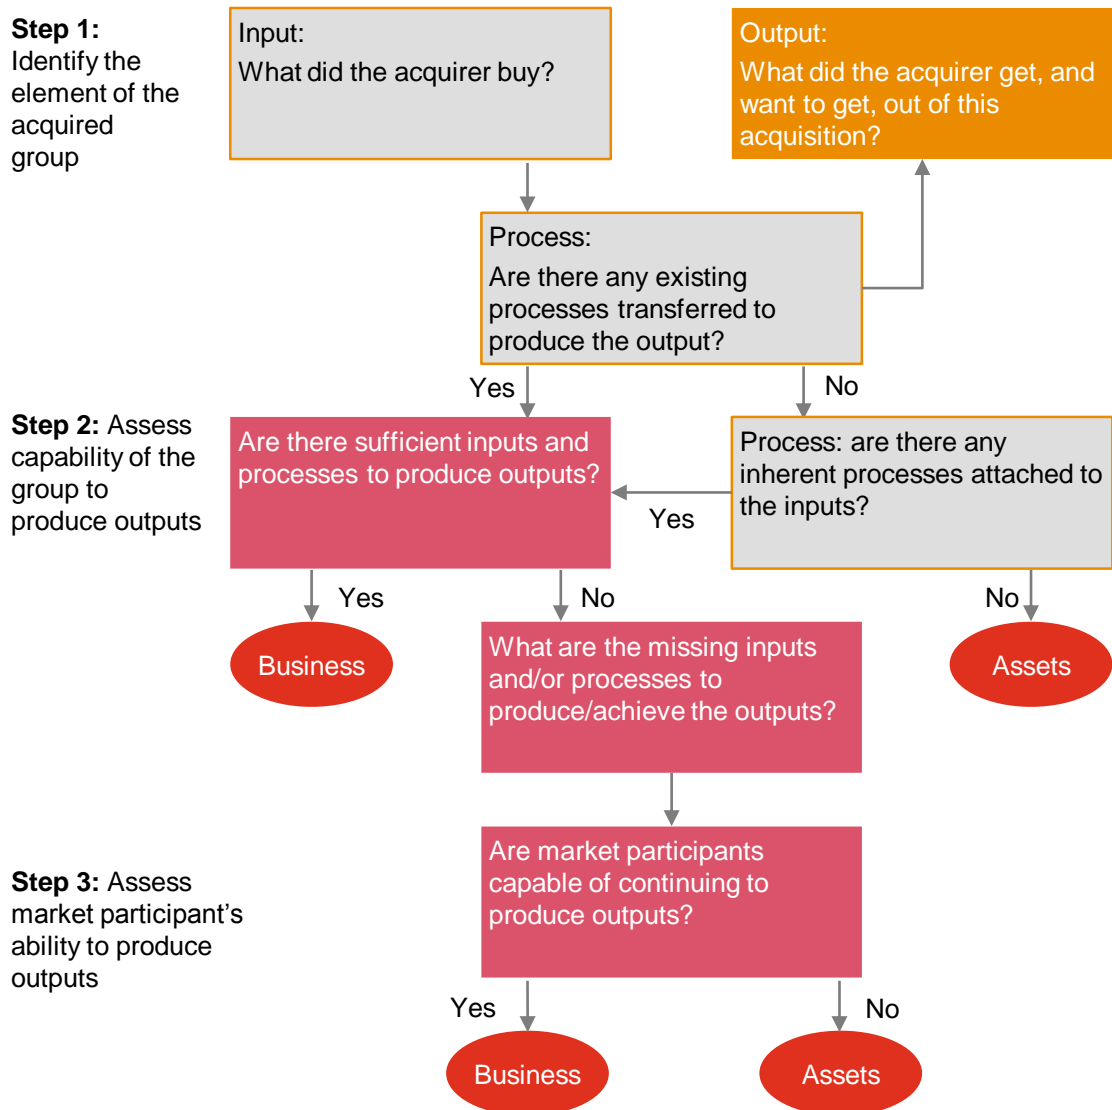 Step 1:
Identify the
element of the
acquired
group
Input:
What did the acquirer buy?
Output:
What did the acquirer get, and
want to get, out of this
acquisition?
Process:
Are there any existing
processes transferred to
produce the output?
Yes
No
Step 2: Assess
capability of the
group to
produce outputs
Are there sufficient inputs and
processes to produce outputs?
Yes
Process: are there any
inherent processes attached to
the inputs?
Yes
No
No
Business
What are the missing inputs
and/or processes to
produce/achieve the outputs?
Assets
Step 3: Assess
market participant’s
ability to produce
outputs
Are market participants
capable of continuing to
produce outputs?
Yes
No
Business
Assets